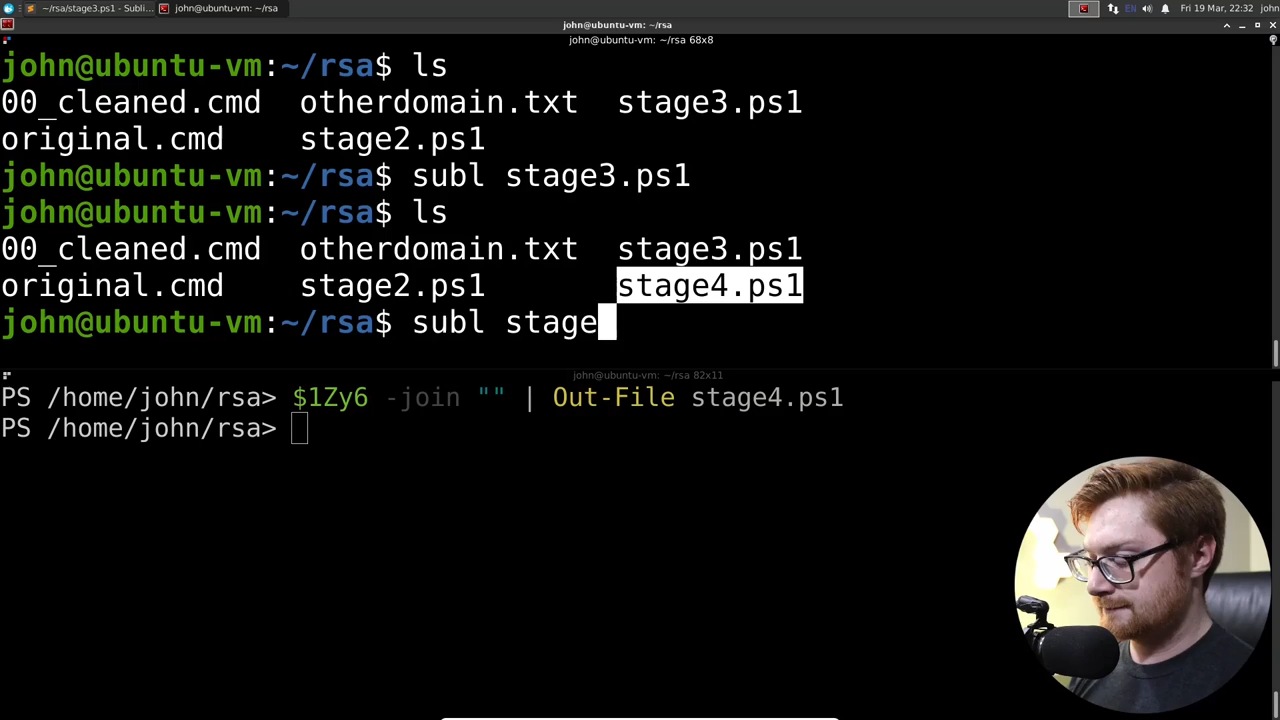 ~/rsa/stage3.ps1 - Subli... john@ubuntu-vm: ~/rsa EN Fri 19 Mar, 22:32 john
john@ubuntu-vm: ~/rsa
john@ubuntu-vm: ~/rsa 68x8
john@ubuntu-vm:~/rsa$ ls
00_cleaned.cmd otherdomain.txt stage3.ps1
original.cmd stage2.ps1
john@ubuntu-vm:~/rsa$ subl stage3.ps1
john@ubuntu-vm:~/rsa$ ls
00_cleaned.cmd otherdomain.txt stage3.ps1
original.cmd stage2.ps1 stage4.ps1
john@ubuntu-vm:~/rsa$ subl stage
john@ubuntu-vm: ~/rsa 82x11
PS /home/john/rsa> $1Zy6 -join "" | Out-File stage4.ps1
PS /home/john/rsa>